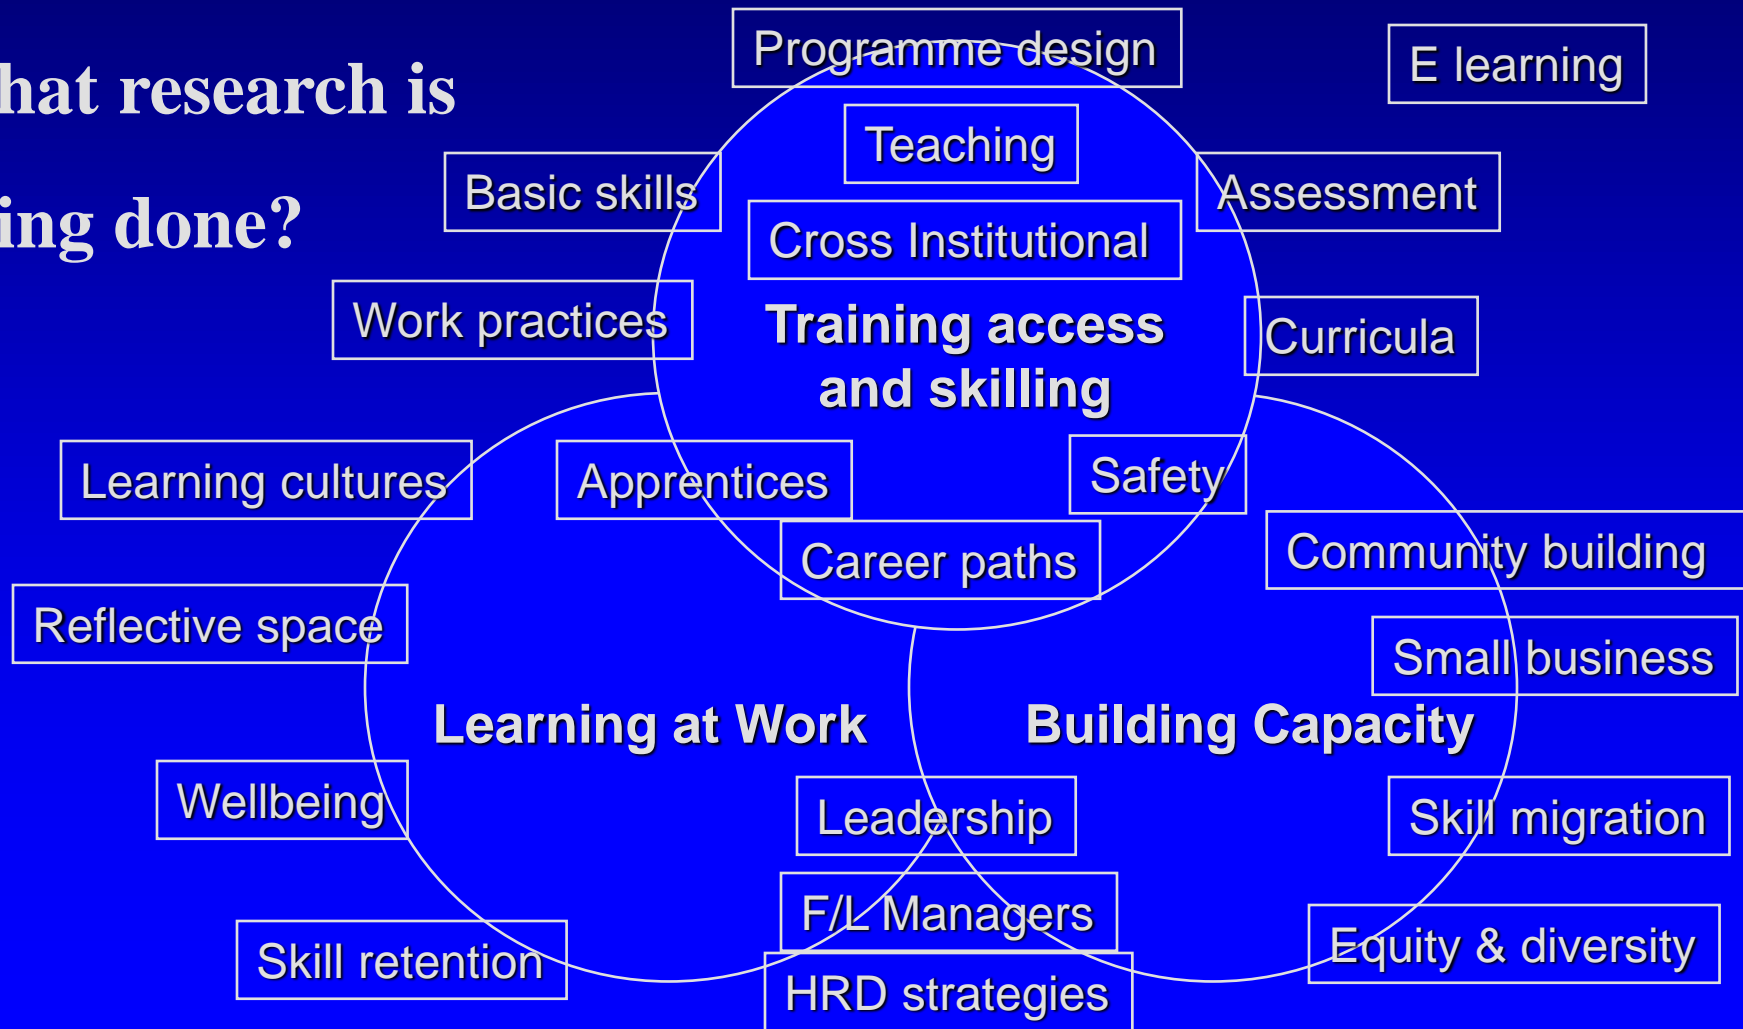 hat research is
ing done?
Programme design
E learning
Teaching
Basic skills
Assessment
Cross Institutional
Work practices
Training access
and skilling
Curricula
Learning cultures
Apprentices
Safety
Career paths
Community building
Reflective space
Small business
Learning at Work
Building Capacity
Wellbeing
Leadership
Skill migration
F/L Managers
Equity & diversity
Skill retention
HRD strategies